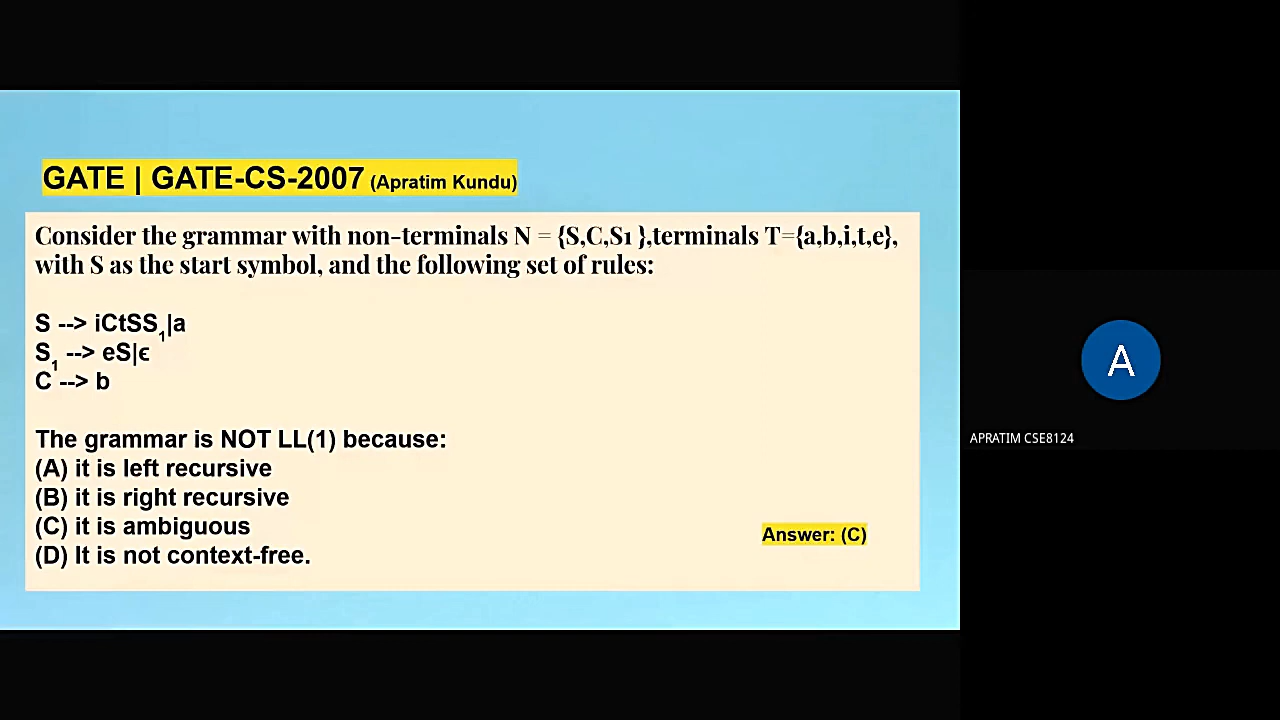 GATE | GATE-CS-2007 (Apratim Kundu)
Consider the grammar with non-terminals N = {S,C,S1 },terminals T={a,b,i,t,e},
with S as the start symbol, and the following set of rules:
S --> iCtSS₁|a
S₁ --> eS|ϵ
C --> b
The grammar is NOT LL(1) because:
(A) it is left recursive
(B) it is right recursive
(C) it is ambiguous
(D) It is not context-free.
Answer: (C)
A
APRATIM CSE8124